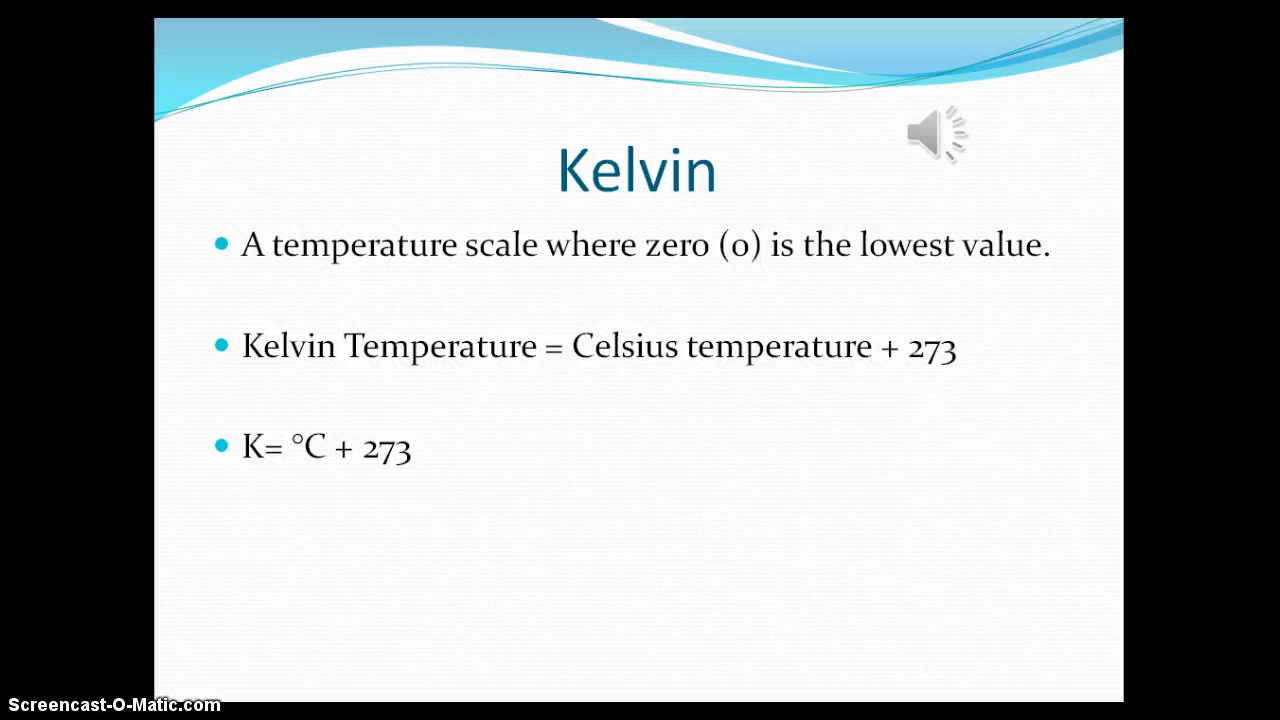 Kelvin
A temperature scale where zero (0) is the lowest value.
Kelvin Temperature = Celsius temperature + 273
K= °C + 273
Screencast-O-Matic.com